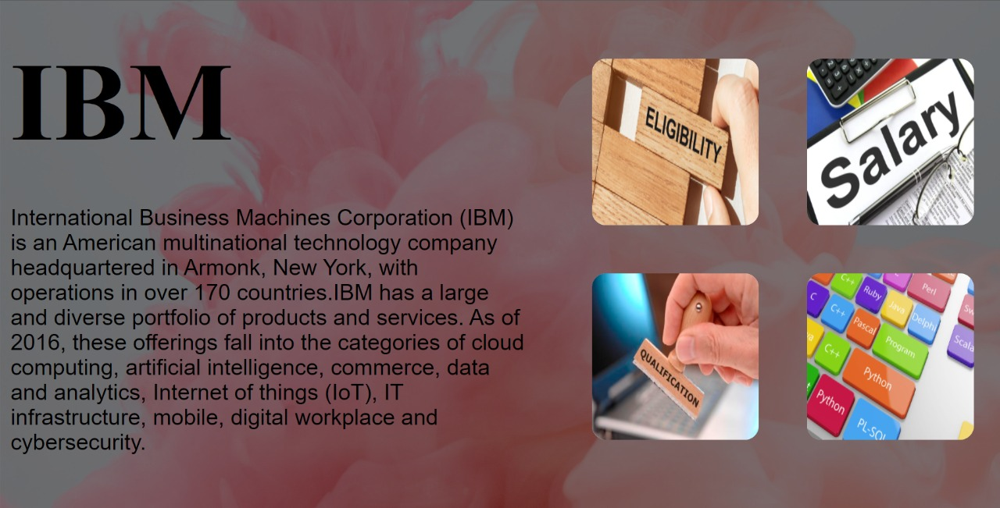 IBM
International Business Machines Corporation (IBM)
is an American multinational technology company
headquartered in Armonk, New York, with
operations in over 170 countries.IBM has a large
and diverse portfolio of products and services. As of
2016, these offerings fall into the categories of cloud
computing, artificial intelligence, commerce, data
and analytics, Internet of things (IoT), IT
infrastructure, mobile, digital workplace and
cybersecurity.
ELIGIBILITY
Salary
QUALIFICATION
C++
Perl
C
Ruby
C++
Java
Delphi
Pascal
Scala
C++
Program
Python
Python